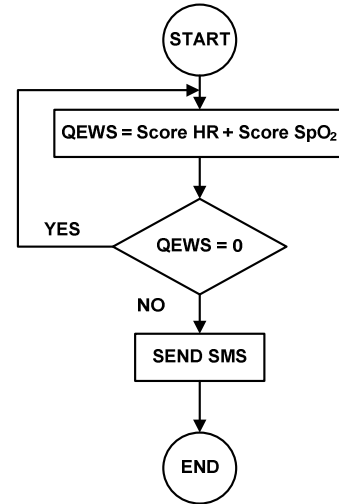 START
QEWS = Score HR + Score SpO₂
YES
QEWS = 0
NO
SEND SMS
END